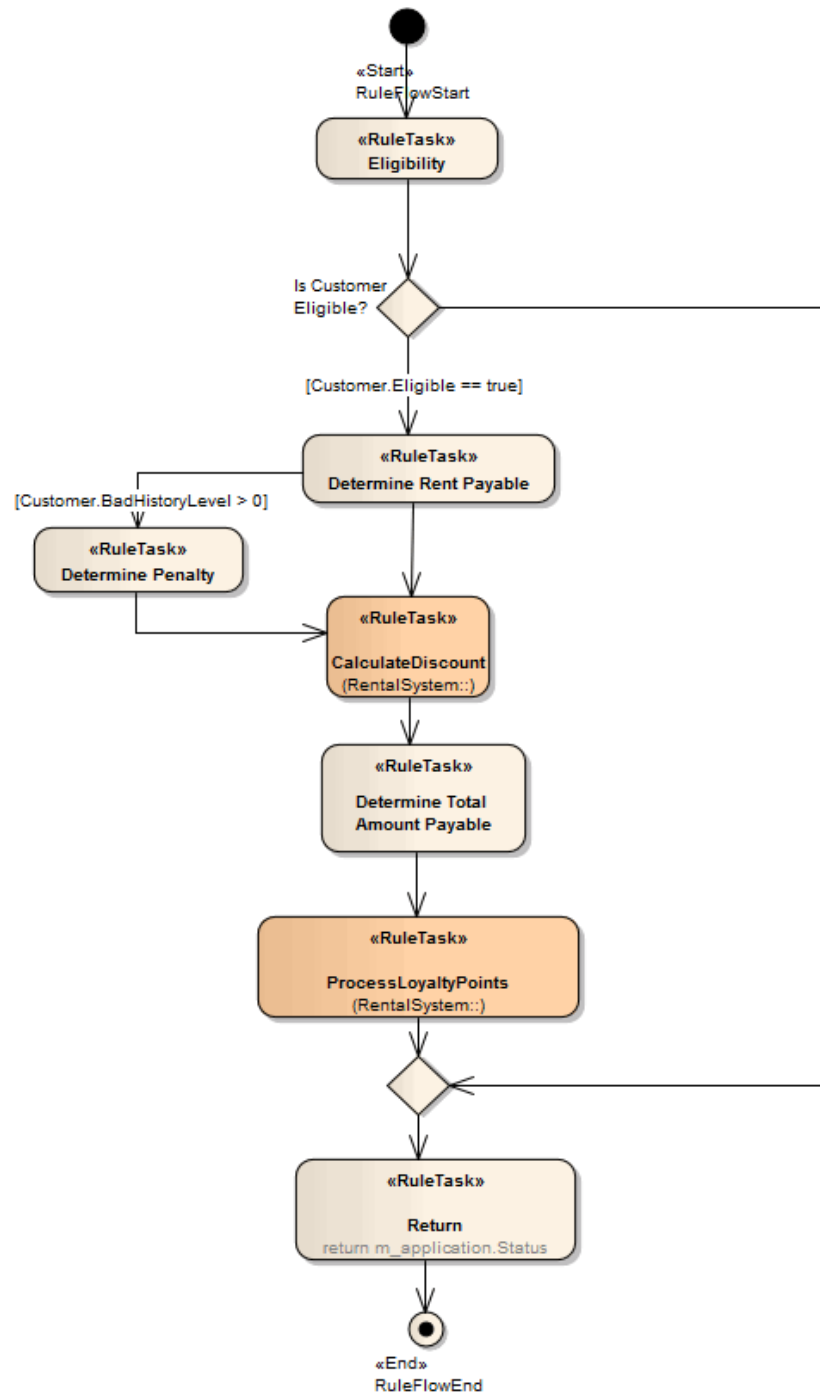 «Start»
RuleFlowStart
«RuleTask»
Eligibility
Is Customer
Eligible?
[Customer.Eligible == true]
«RuleTask»
Determine Rent Payable
[Customer.BadHistoryLevel > 0]
«RuleTask»
Determine Penalty
«RuleTask»
CalculateDiscount
(RentalSystem::)
«RuleTask»
Determine Total
Amount Payable
«RuleTask»
ProcessLoyaltyPoints
(RentalSystem::)
«RuleTask»
Return
return m_application.Status
«End»
RuleFlowEnd